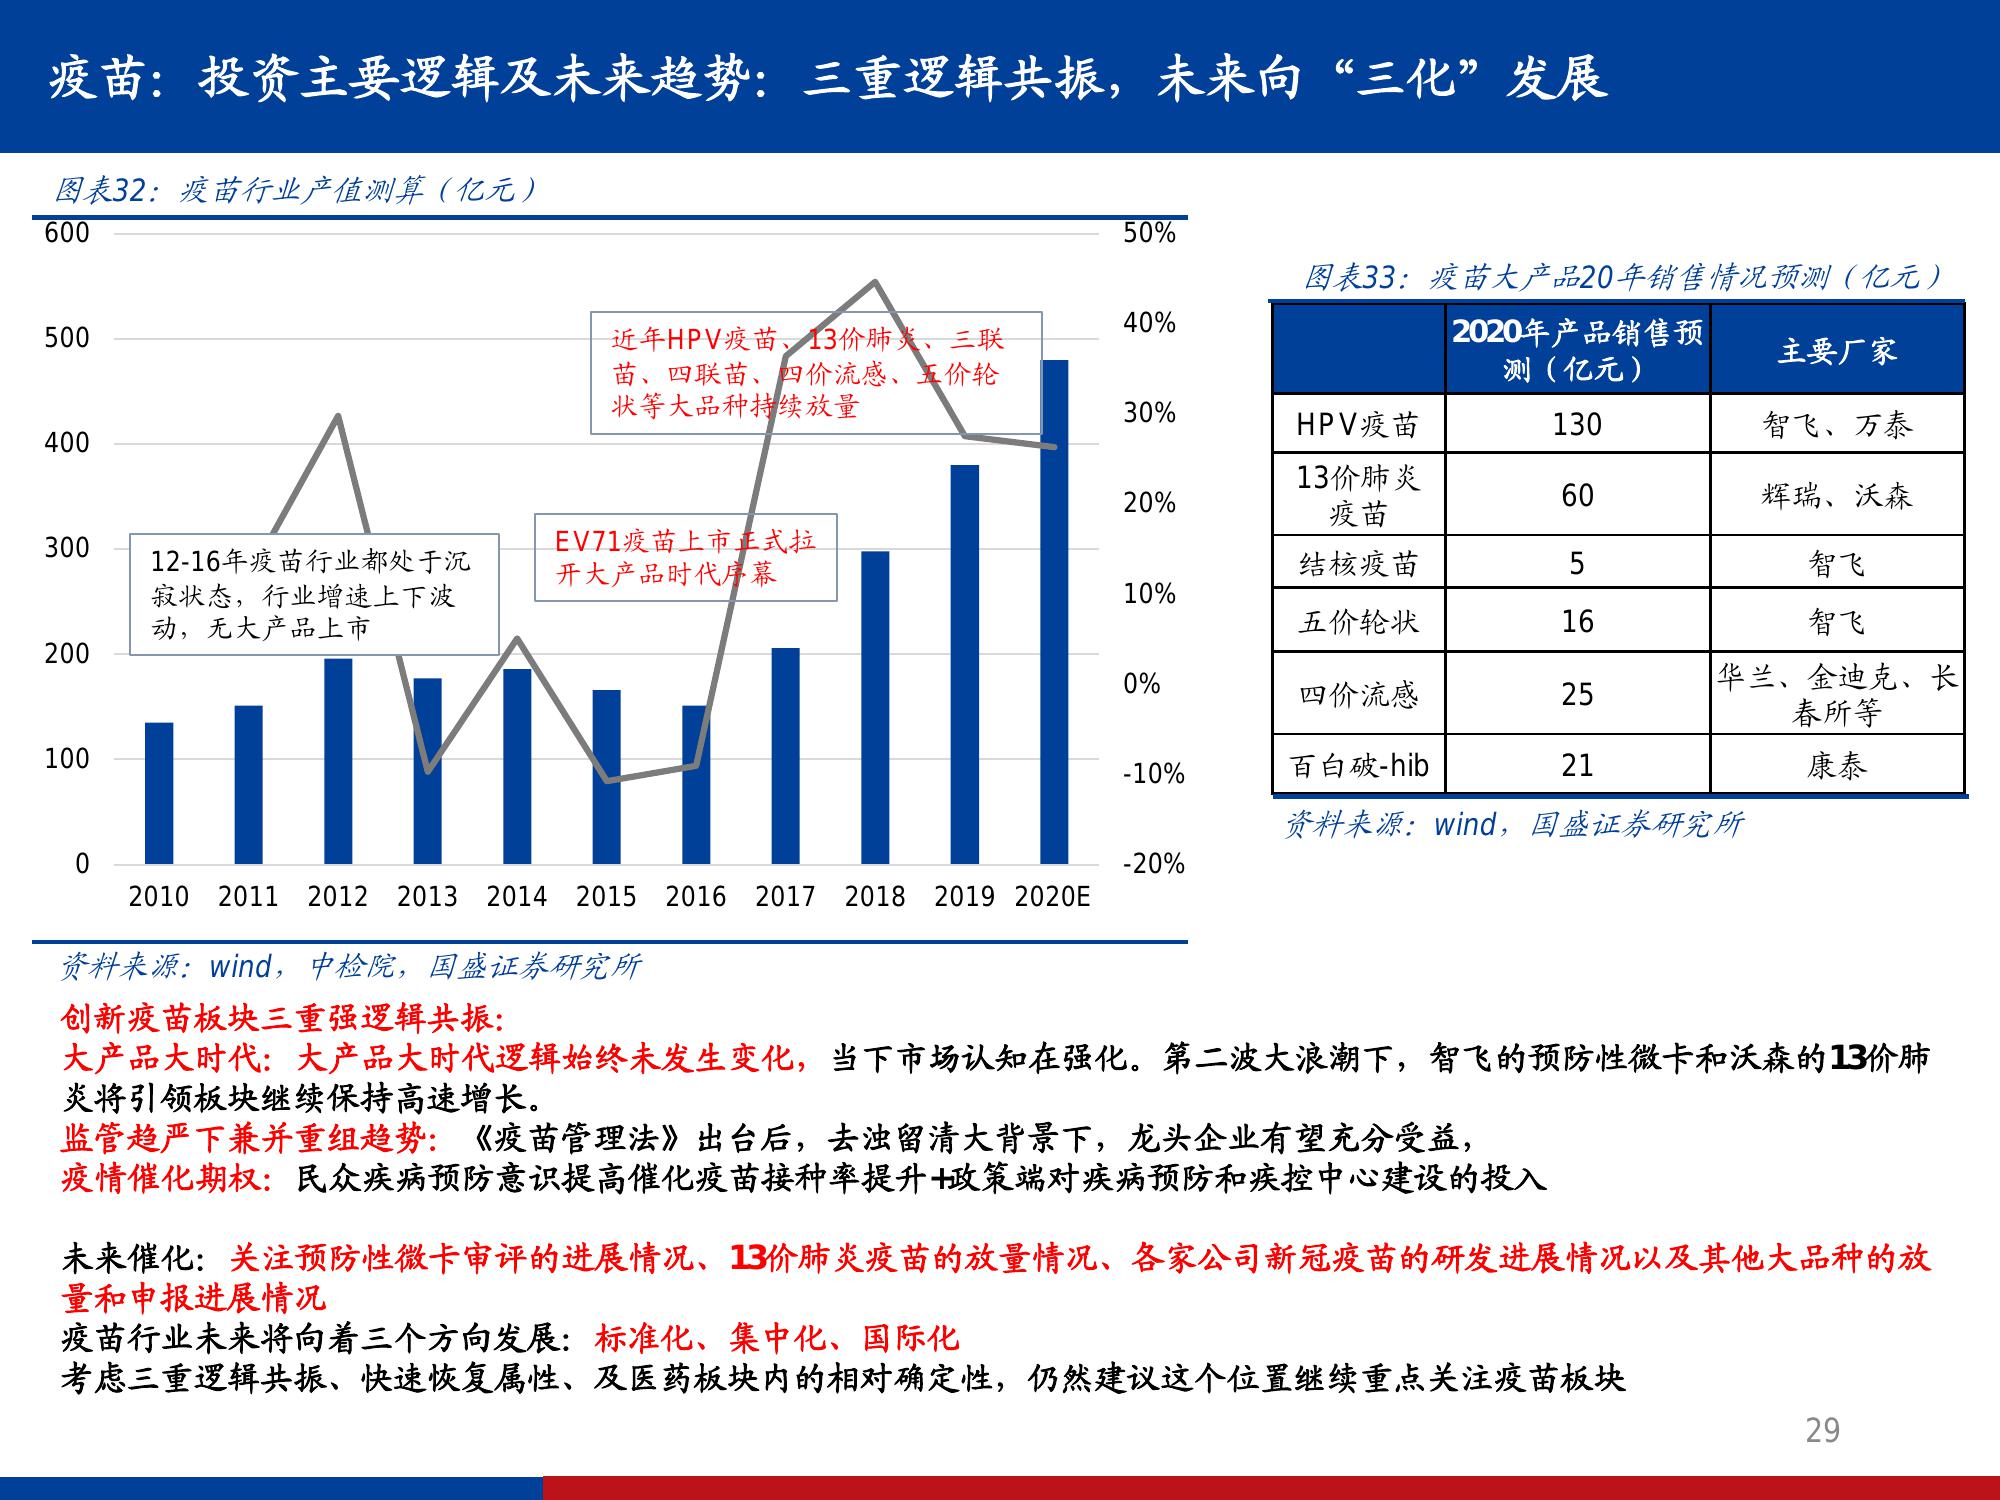 疫苗：投资主要逻辑及未来趋势：三重逻辑共振，未来向“三化”发展
图表32：疫苗行业产值测算（亿元）
600
500
400
300
200
100
0
50%
40%
30%
20%
10%
0%
-10%
-20%
近年HPV疫苗、13价肺炎、三联
苗、四联苗、四价流感、五价轮
状等大品种持续放量
EV71疫苗上市正式拉
开大产品时代序幕
12-16年疫苗行业都处于沉
寂状态，行业增速上下波
动，无大产品上市
2010 2011 2012 2013 2014 2015 2016 2017 2018 2019 2020E
资料来源：wind，中检院，国盛证券研究所
图表33：疫苗大产品20年销售情况预测（亿元）
2020年产品销售预
测（亿元）
主要厂家
HPV疫苗 130 智飞、万泰
13价肺炎
疫苗
60 辉瑞、沃森
结核疫苗 5 智飞
五价轮状 16 智飞
四价流感 25
华兰、金迪克、长
春所等
百白破-hib 21 康泰
资料来源：wind，国盛证券研究所
创新疫苗板块三重强逻辑共振：
大产品大时代：大产品大时代逻辑始终未发生变化，当下市场认知在强化。第二波大浪潮下，智飞的预防性微卡和沃森的13价肺
炎将引领板块继续保持高速增长。
监管趋严下兼并重组趋势：《疫苗管理法》出台后，去浊留清大背景下，龙头企业有望充分受益，
疫情催化期权：民众疾病预防意识提高催化疫苗接种率提升+政策端对疾病预防和疾控中心建设的投入
未来催化：关注预防性微卡审评的进展情况、13价肺炎疫苗的放量情况、各家公司新冠疫苗的研发进展情况以及其他大品种的放
量和申报进展情况
疫苗行业未来将向着三个方向发展：标准化、集中化、国际化
考虑三重逻辑共振、快速恢复属性、及医药板块内的相对确定性，仍然建议这个位置继续重点关注疫苗板块
29